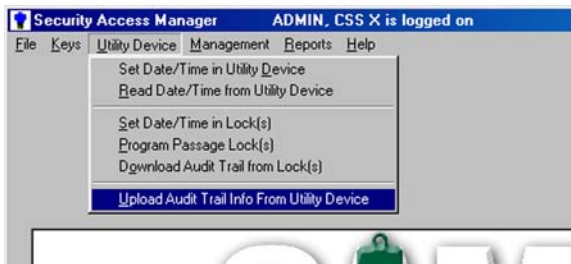 Security Access Manager ADMIN, CSS X is logged on
File Keys Utility Device Management Reports Help
Set Date/Time in Utility Device
Read Date/Time from Utility Device
Set Date/Time in Lock(s)
Program Passage Lock(s)
Download Audit Trail from Lock(s)
Upload Audit Trail Info From Utility Device